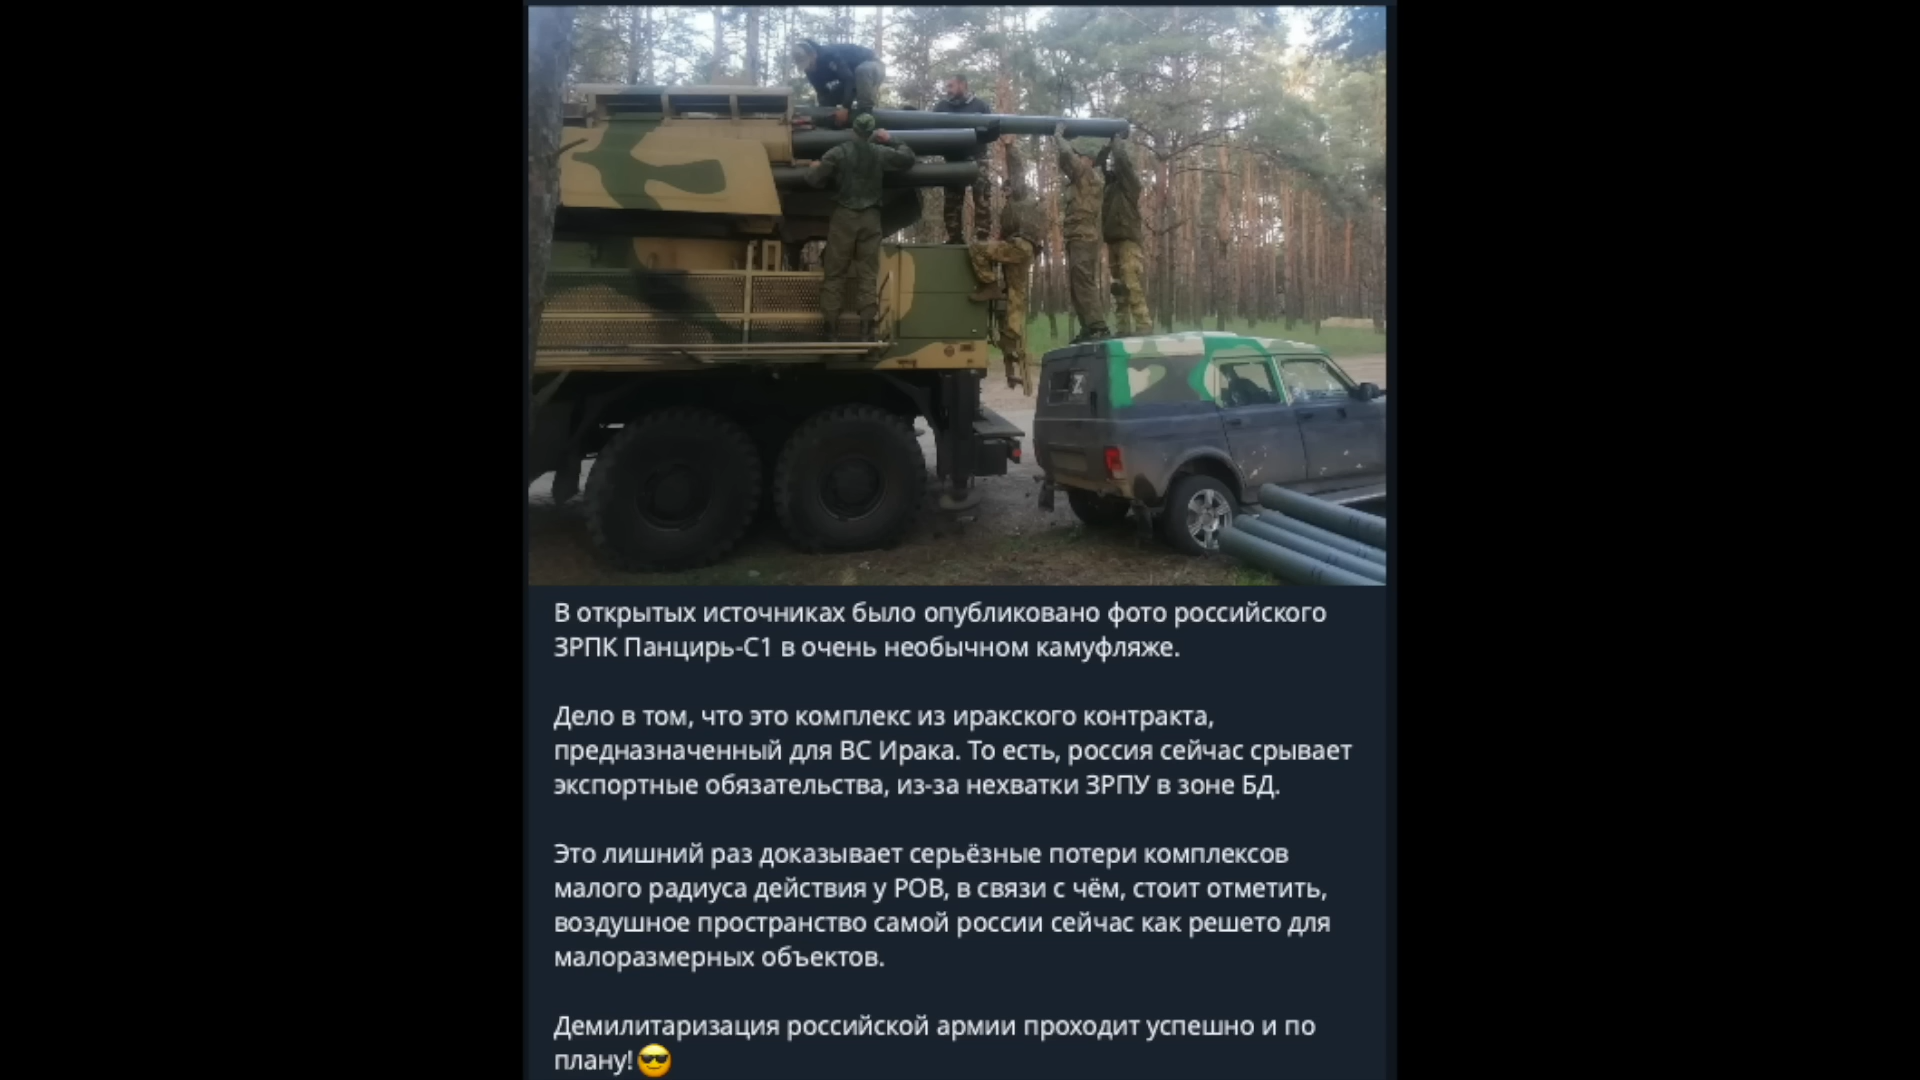 Z
В открытых источниках было опубликовано фото российского
ЗРПК Панцирь-С1 в очень необычном камуфляже.
Дело в том, что это комплекс из иракского контракта,
предназначенный для ВС Ирака. То есть, россия сейчас срывает
экспортные обязательства, из-за нехватки ЗРПУ в зоне БД.
Это лишний раз доказывает серьёзные потери комплексов
малого радиуса действия у РОВ, в связи с чём, стоит отметить,
воздушное пространство самой россии сейчас как решето для
малоразмерных объектов.
Демилитаризация российской армии проходит успешно и по
плану!😎